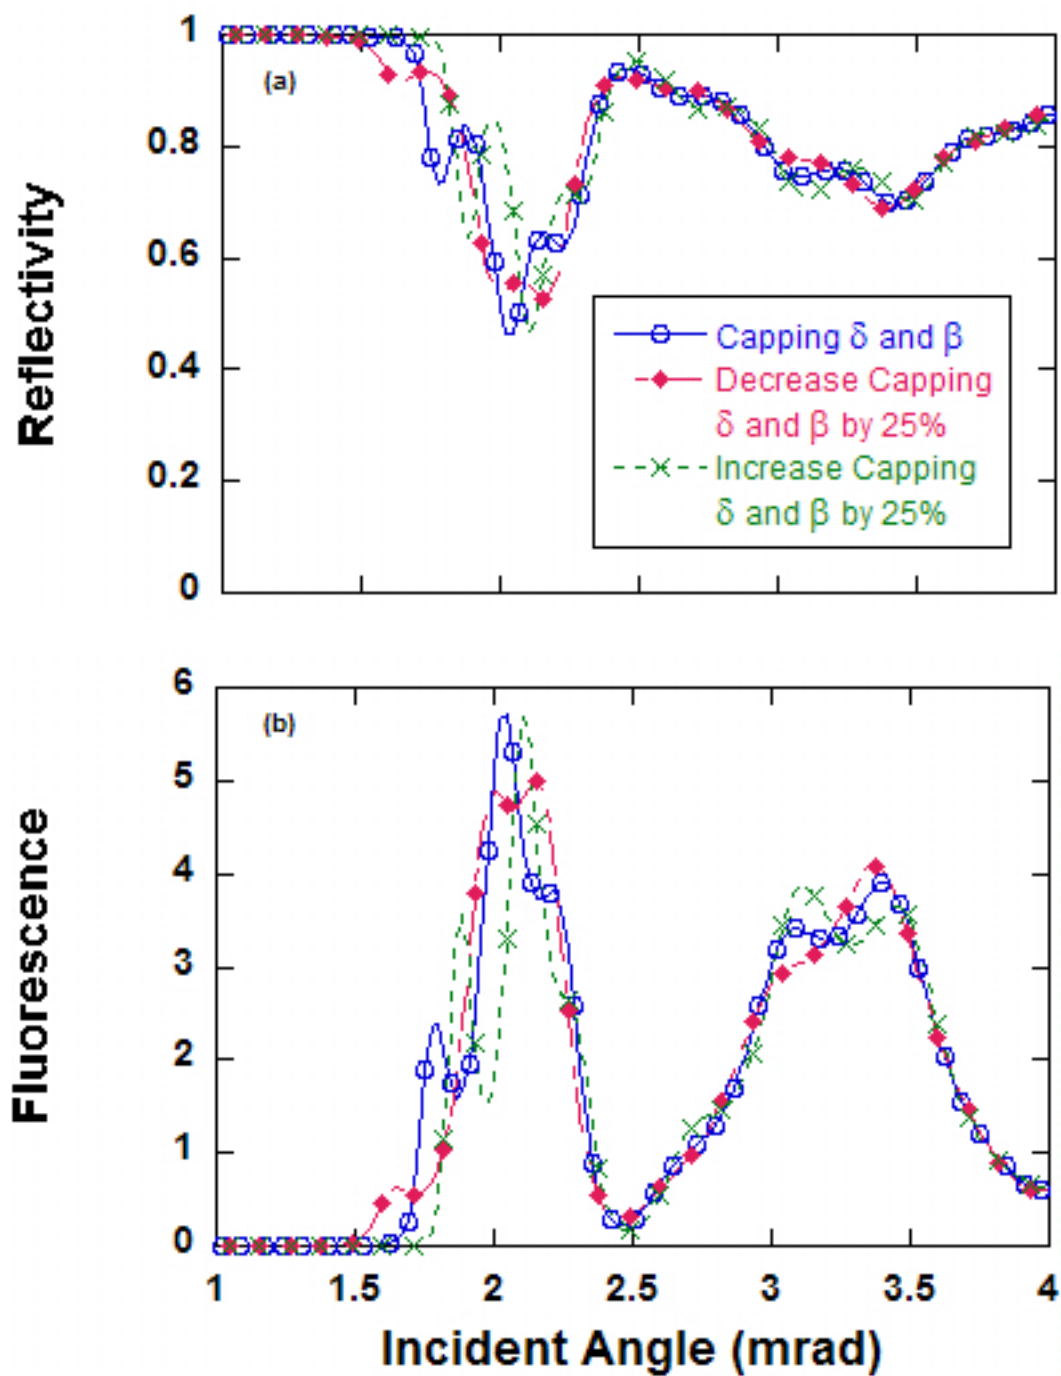 1
(a)
0.8
0.6
0.4
0.2
0
Reflectivity
Capping δ and β
Decrease Capping
δ and β by 25%
Increase Capping
δ and β by 25%
6
(b)
5
4
3
2
1
0
Fluorescence
1 1.5 2 2.5 3 3.5 4
Incident Angle (mrad)